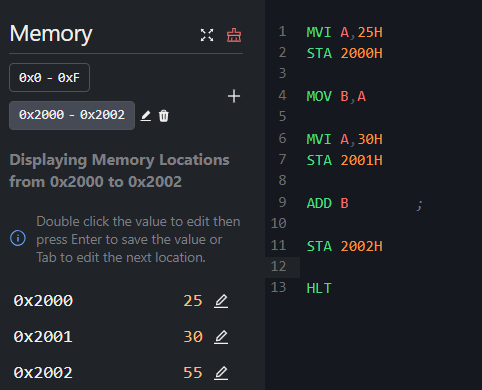 Memory
0x0 - 0xF
0x2000 - 0x2002
Displaying Memory Locations
from 0x2000 to 0x2002
Double click the value to edit then
press Enter to save the value or
Tab to edit the next location.
0x2000 25
0x2001 30
0x2002 55
1 MVI A,25H
2 STA 2000H
3
4 MOV B,A
5
6 MVI A,30H
7 STA 2001H
8
9 ADD B ;
10
11 STA 2002H
12
13 HLT